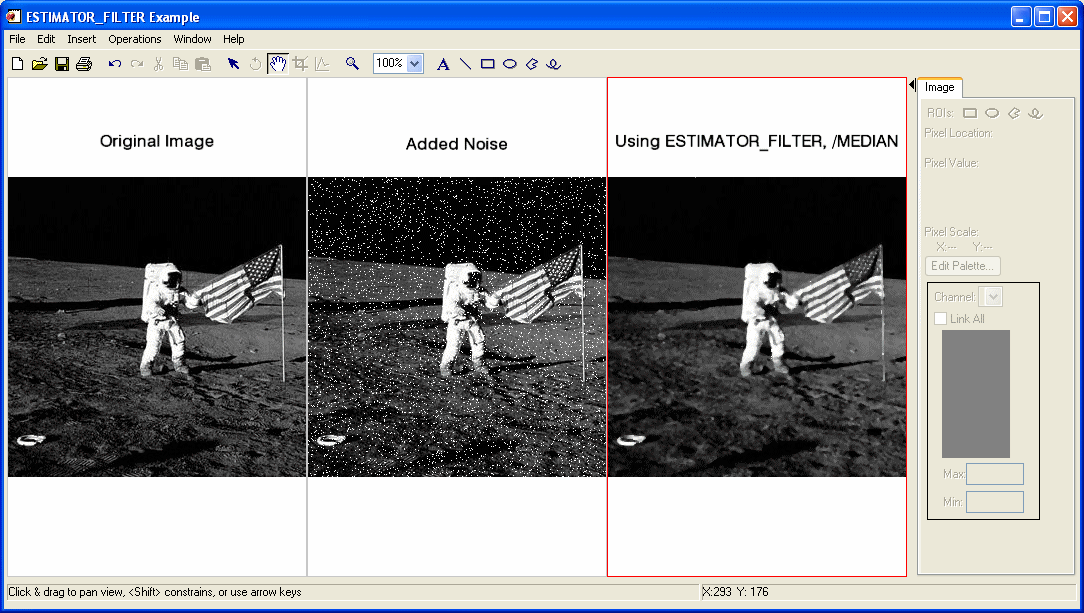 ESTIMATOR_FILTER Example
File Edit Insert Operations Window Help
100%
Image
ROIs:
Pixel Location:
Pixel Value:
Pixel Scale:
X:--- Y:---
Edit Palette...
Channel:
Link All
Max:
Min:
Original Image
Added Noise
Using ESTIMATOR_FILTER, /MEDIAN
Click & drag to pan view, <Shift> constrains, or use arrow keys
X:293 Y: 176